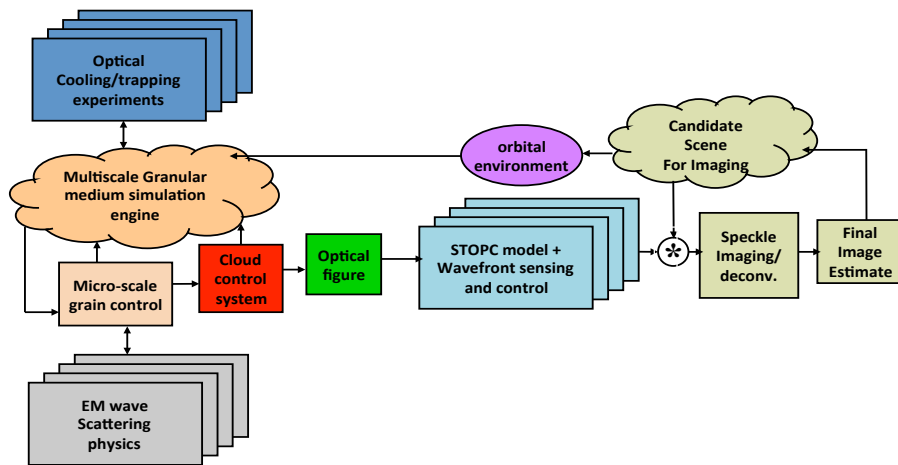 Optical
Cooling/trapping
experiments
Candidate
Scene
For Imaging
orbital
environment
Multiscale Granular
medium simulation
engine
Cloud
control
system
Optical
figure
STOPC model +
Wavefront sensing
and control
*
Speckle
Imaging/
deconv.
Final
Image
Estimate
Micro-scale
grain control
EM wave
Scattering
physics